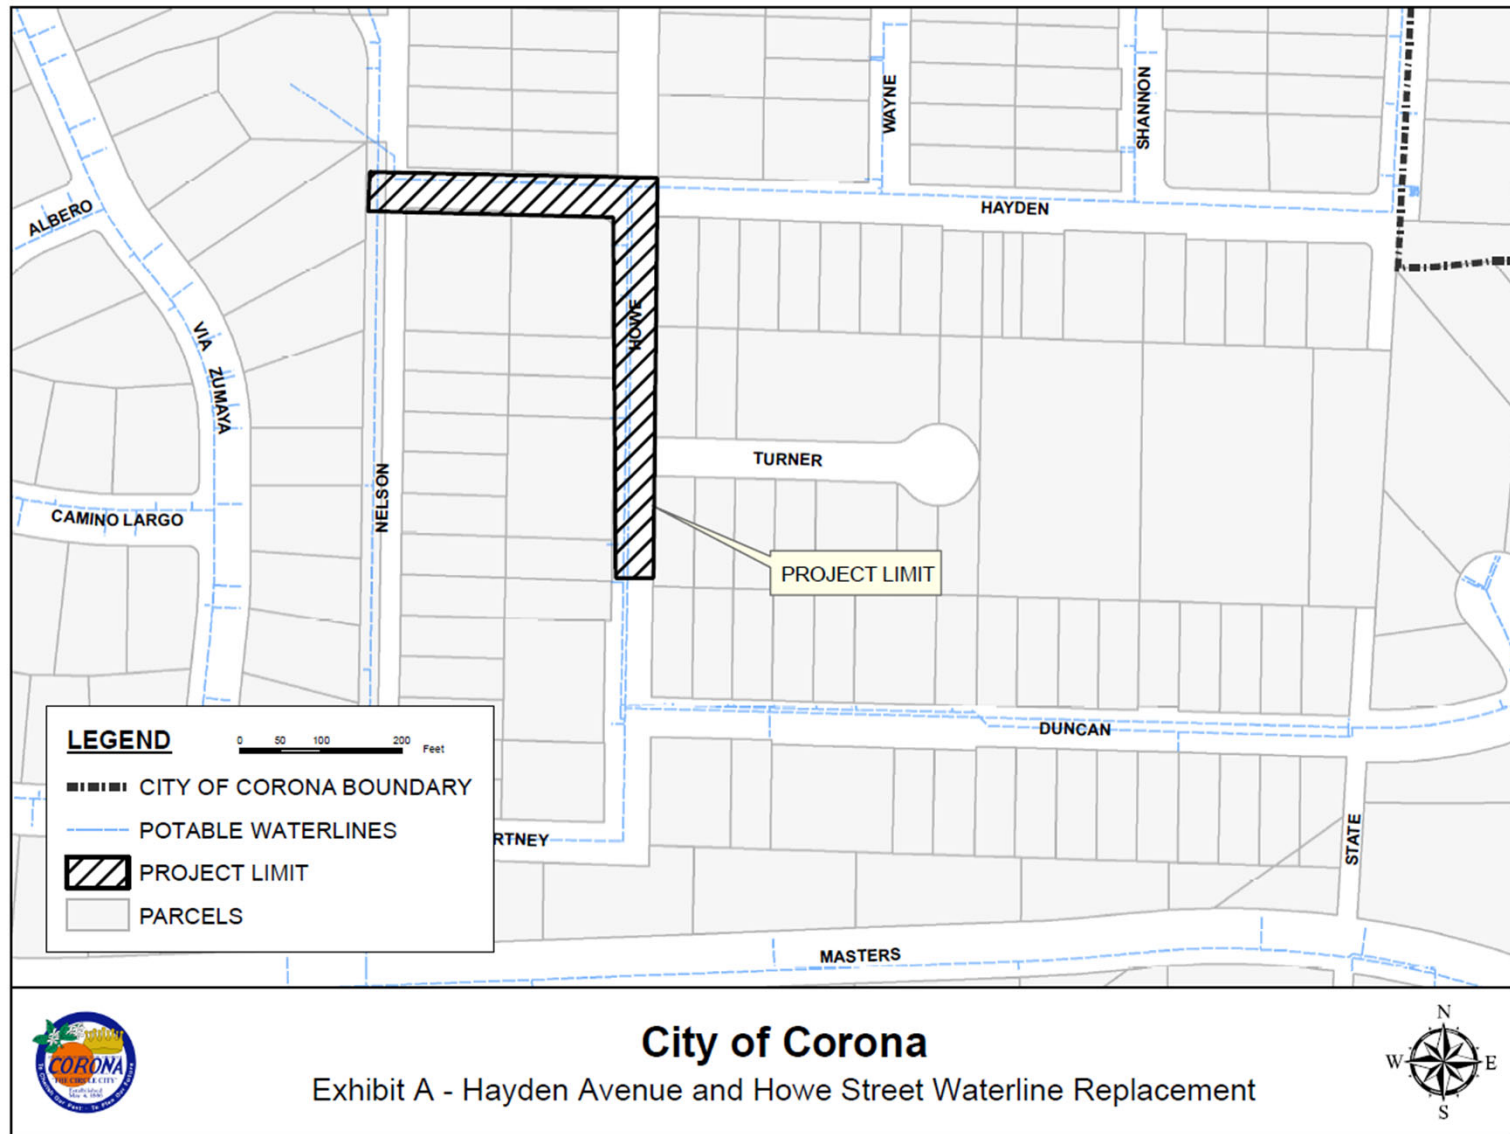 WAYNE
SHANNON
ALBERO
HAYDEN
HOWE
VIA ZUMAYA
TURNER
NELSON
CAMINO LARGO
PROJECT LIMIT
DUNCAN
RTNEY
STATE
MASTERS
LEGEND
0 50 100 200 Feet
CITY OF CORONA BOUNDARY
POTABLE WATERLINES
PROJECT LIMIT
PARCELS
CORONA
City of Corona
Exhibit A - Hayden Avenue and Howe Street Waterline Replacement
N
W E
S